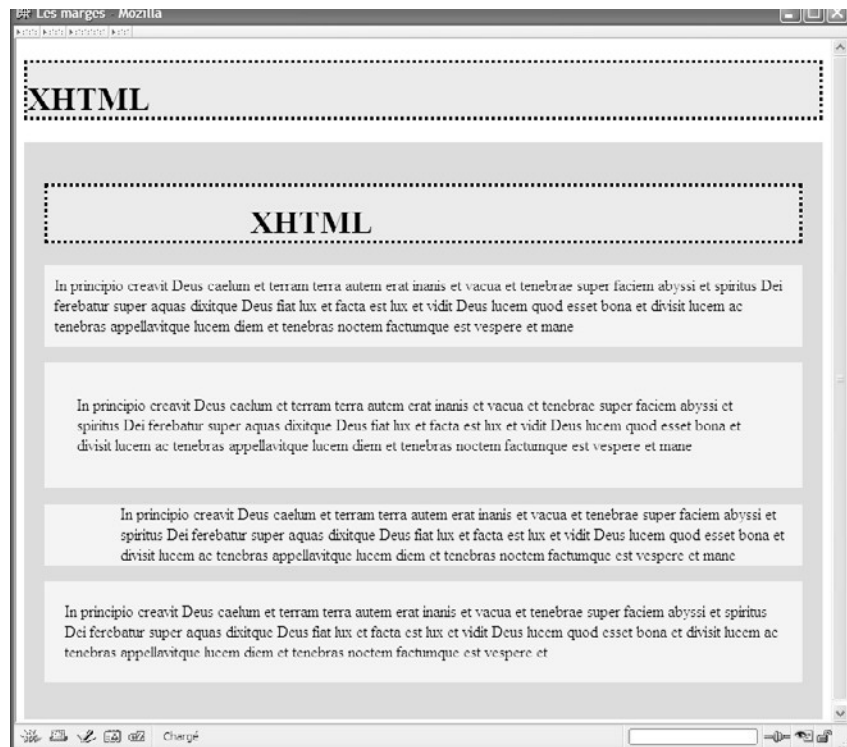 Les marges - Mozilla
XHTML
XHTML
In principio creavit Deus caelum et terram terra autem erat inanis et vacua et tenebrae super faciem abyssi et spiritus Dei
ferebatur super aquas dixitque Deus fiat lux et facta est lux et vidit Deus lucem quod esset bona et divisit lucem ac
tenebras appellavitque lucem diem et tenebras noctem factumque est vespere et mane
In principio creavit Deus caelum et terram terra autem erat inanis et vacua et tenebrae super faciem abyssi et
spiritus Dei ferebatur super aquas dixitque Deus fiat lux et facta est lux et vidit Deus lucem quod esset bona et
divisit lucem ac tenebras appellavitque lucem diem et tenebras noctem factumque est vespere et mane
In principio creavit Deus caelum et terram terra autem erat inanis et vacua et tenebrae super faciem abyssi et
spiritus Dei ferebatur super aquas dixitque Deus fiat lux et facta est lux et vidit Deus lucem quod esset bona et
divisit lucem ac tenebras appellavitque lucem diem et tenebras noctem factumque est vespere et mane
In principio creavit Deus caelum et terram terra autem erat inanis et vacua et tenebrae super faciem abyssi et spiritus
Dei ferebatur super aquas dixitque Deus fiat lux et facta est lux et vidit Deus lucem quod esset bona et divisit lucem ac
tenebras appellavitque lucem diem et tenebras noctem factumque est vespere et
Chargé